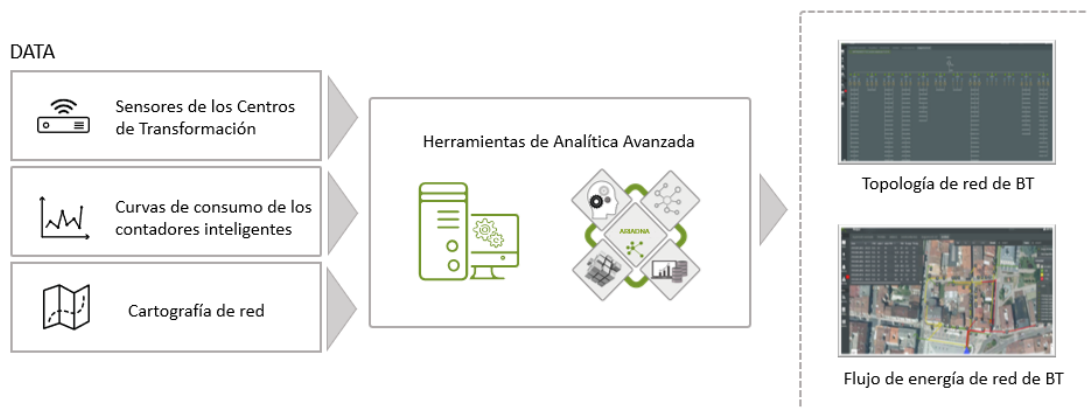 DATA
Sensores de los Centros
de Transformación
Curvas de consumo de los
contadores inteligentes
Cartografía de red
Herramientas de Analítica Avanzada
ARIADNA
Topología de red de BT
Flujo de energía de red de BT